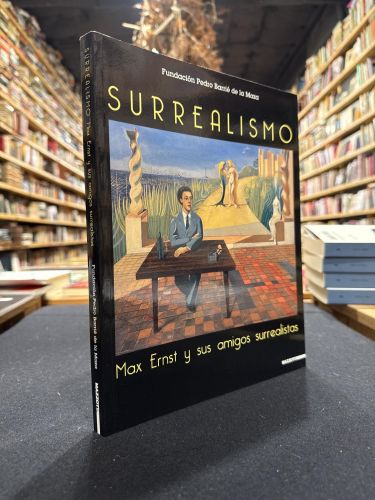 Fundación Pedro Barrié de la Maza
SURREALISMO
Max Ernst y sus amigos surrealistas
SURREALISMO / Max Ernst y sus amigos surrealistas
Fundación Pedro Barrié de la Maza
MAZZOTTA